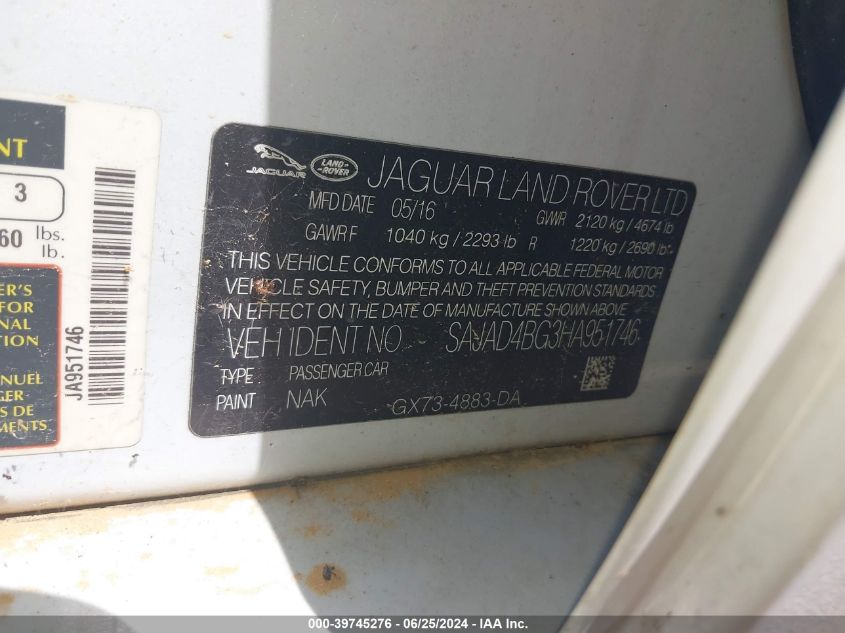 NT
3
60 lbs.
lb.
ER'S
FOR
NAL
ON
NUEL
GER-
S DE
MENTS
JA951746
JAGUAR
LAND-
ROVER
JAGUAR LAND ROVER LTD
MFD DATE 05/16 GVWR 2120 kg / 4674 lb
GAWR F 1040 kg / 2293 lb R 1220 kg / 2690 lb
THIS VEHICLE CONFORMS TO ALL APPLICABLE FEDERAL MOTOR
VEHICLE SAFETY, BUMPER AND THEFT PREVENTION STANDARDS
IN EFFECT ON THE DATE OF MANUFACTURE SHOWN ABOVE
VEH IDENT NO SAJAD4BG3HA951746
TYPE PASSENGER CAR
PAINT NAK GX73-4883-DA
000-39745276 - 06/25/2024 - IAA Inc.